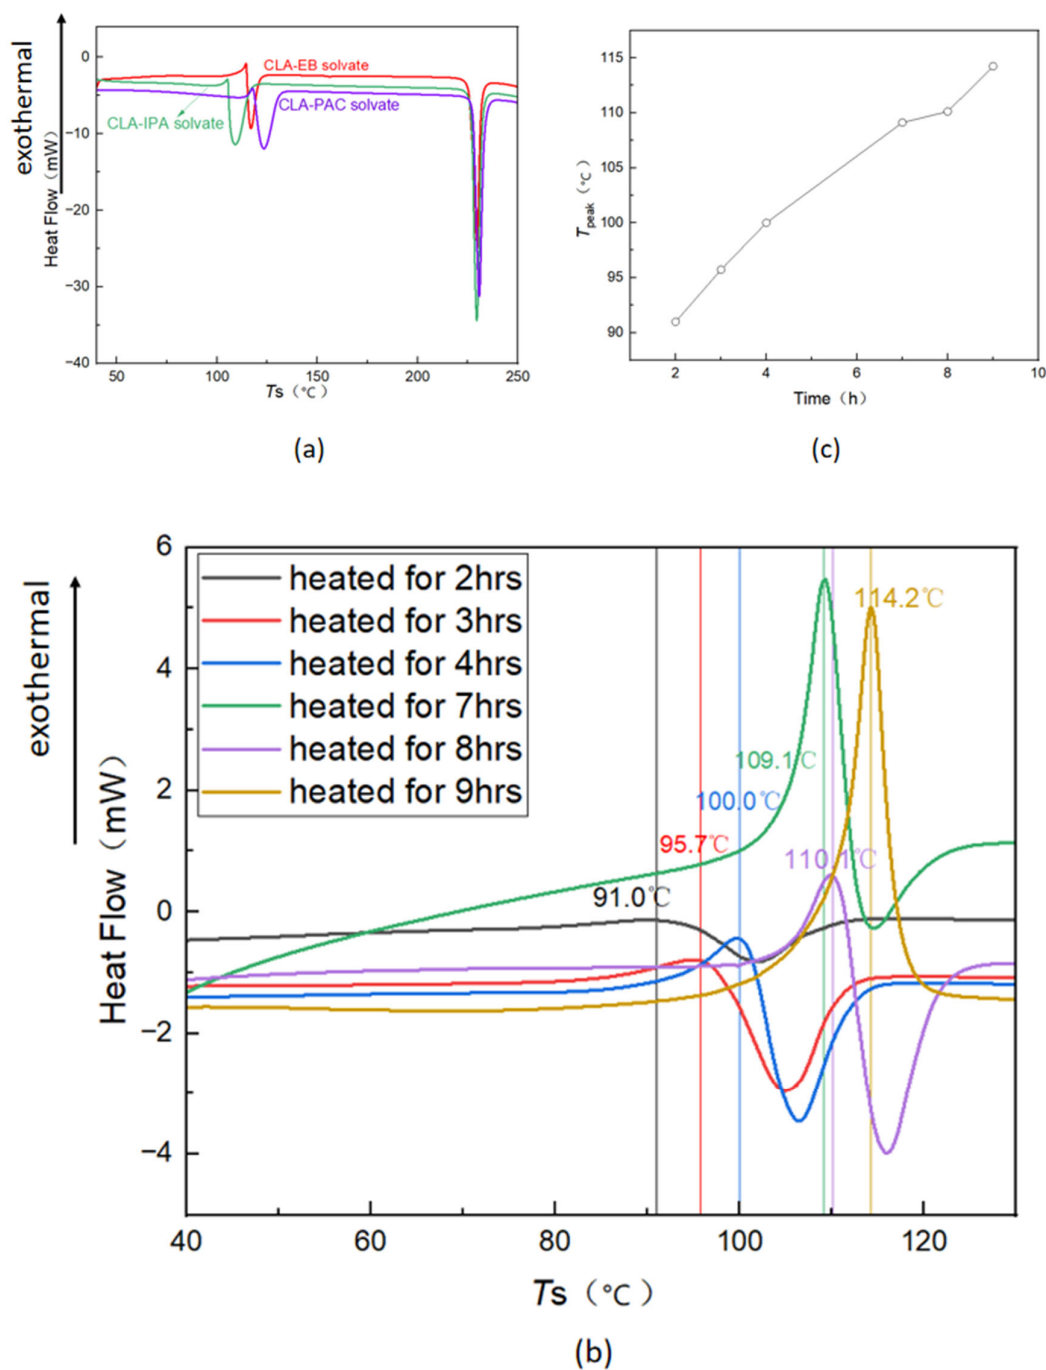 exothermal
Heat Flow（mW）
0
−10
−20
−30
−40
50
100
150
200
250
Ts（°C）
CLA-EB solvate
CLA-PAC solvate
CLA-IPA solvate
(a)
Tpeak（°C）
115
110
105
100
95
90
2
4
6
8
10
Time（h）
(c)
exothermal
Heat Flow（mW）
6
4
2
0
−2
−4
heated for 2hrs
heated for 3hrs
heated for 4hrs
heated for 7hrs
heated for 8hrs
heated for 9hrs
114.2℃
109.1℃
100.0℃
95.7℃
110.1℃
91.0℃
40
60
80
100
120
Ts（°C）
(b)